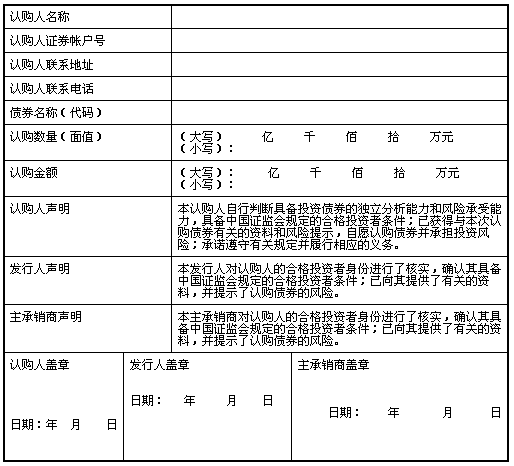 认购人名称
认购人证券帐户号
认购人联系地址
认购人联系电话
债券名称(代码)
认购数量(面值) (大写) 亿 千 佰 拾 万元
(小写):
认购金额 (大写): 亿 千 佰 拾 万元
(小写):
认购人声明 本认购人自行判断具备投资债券的独立分析能力和风险承受能
力,具备中国证监会规定的合格投资者条件;已获得与本次认
购债券有关的资料和风险提示,自愿认购债券并承担投资风
险;承诺遵守有关规定并履行相应的义务。
发行人声明 本发行人对认购人的合格投资者身份进行了核实,确认其具备
中国证监会规定的合格投资者条件;已向其提供了有关的资
料,并提示了认购债券的风险。
主承销商声明 本主承销商对认购人的合格投资者身份进行了核实,确认其具
备中国证监会规定的合格投资者条件;已向其提供了有关的资
料,并提示了认购债券的风险。
认购人盖章 发行人盖章 主承销商盖章
日期: 年 月 日
日期: 年 月 日
日期:年 月 日